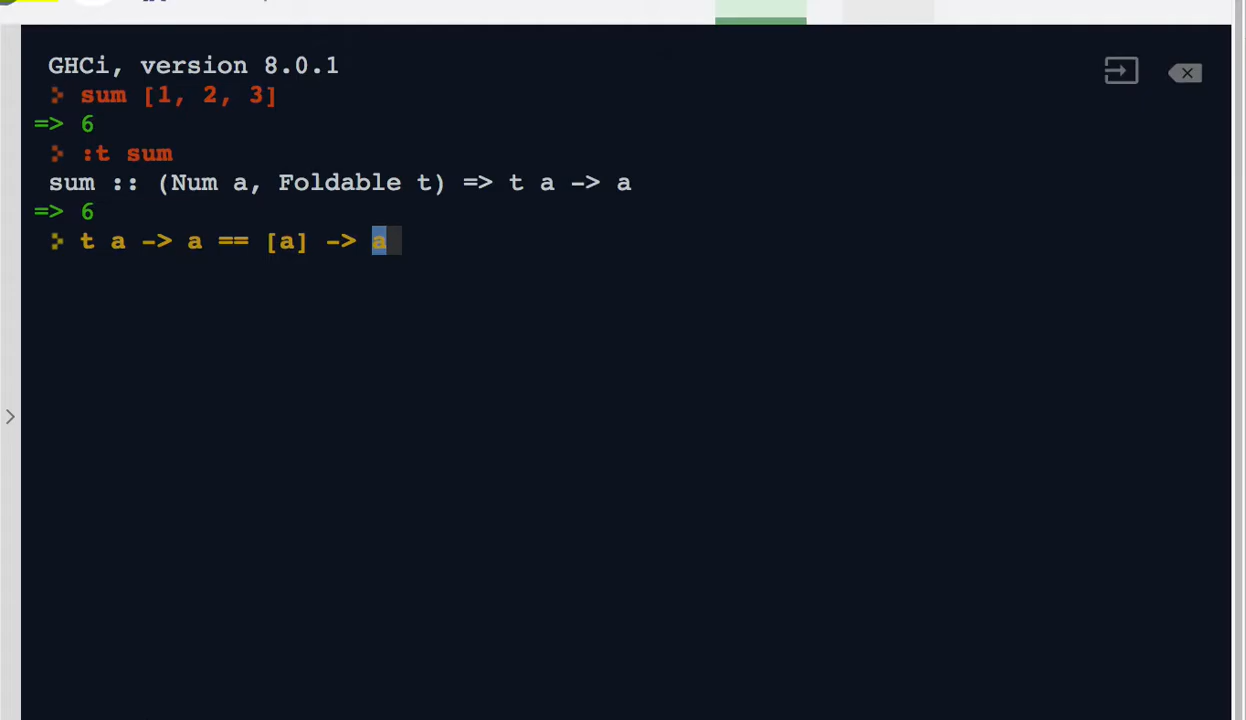 GHCi, version 8.0.1
sum [1, 2, 3]
=> 6
:t sum
sum :: (Num a, Foldable t) => t a -> a
=> 6
t a -> a == [a] -> a